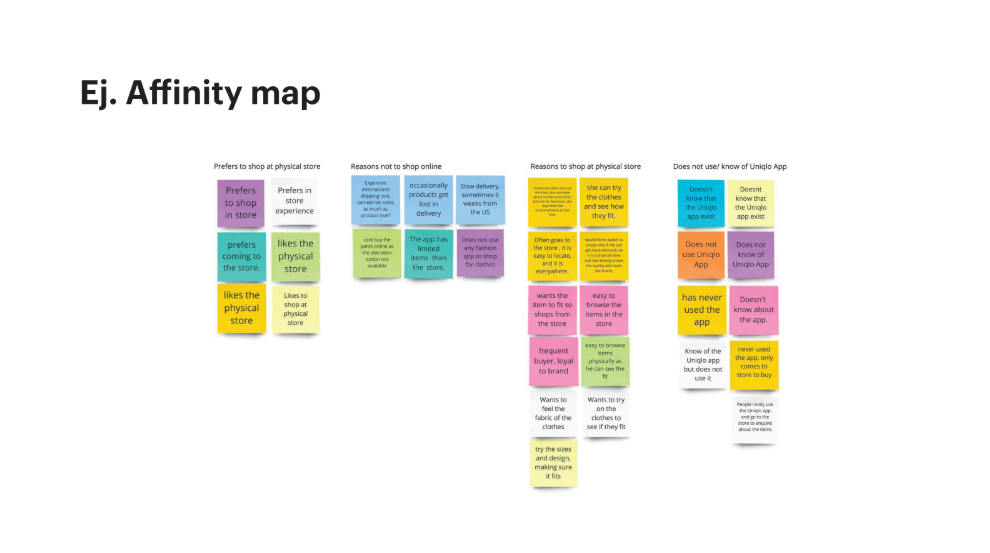 Ej. Affinity map
Prefers to shop at physical store
Prefers
to shop
in store
Prefers in
store
experience
prefers
coming to
the store.
likes the
physical
store
likes the
physical
store
Likes to
shop at
physical
store
Reasons not to shop online
Expensive
international
shipping cost,
sometimes costs
as much as
product itself
occasionally
products get
lost in
delivery
Slow delivery,
sometimes 6
weeks from
the US
cant buy the
pants online as
the alteration
option not
available
The app has
limited
items than
the store.
Does not use
any fashion
app to shop
for clothes
Reasons to shop at physical store
she can try
the clothes
and see how
they fit.
Often goes to
the store , it is
easy to locate,
and it is
everywhere.
wants the
item to fit so
shops from
the store
easy to
browse the
items in the
store
frequent
buyer, loyal
to brand
easy to browse
items
physically as
he can see the
fit
Wants to
feel the
fabric of the
clothes
Wants to try
on the
clothes to
see if they fit
try the sizes
and design,
making sure
it fits
Does not use/ know of Uniqlo App
Doesn't
know that
the Uniqlo
app exist
Doesnt
know that
the Uniqlo
app exist
Does not
use Uniqlo
App
Does not
know of
Uniqlo App
has never
used the
app
Doesn't
know about
the app.
Know of the
Uniqlo app
but does not
use it
never used
the app, only
comes to
store to buy
People rarely use
the Uniqlo app
and go to the
store to enquire
about the items